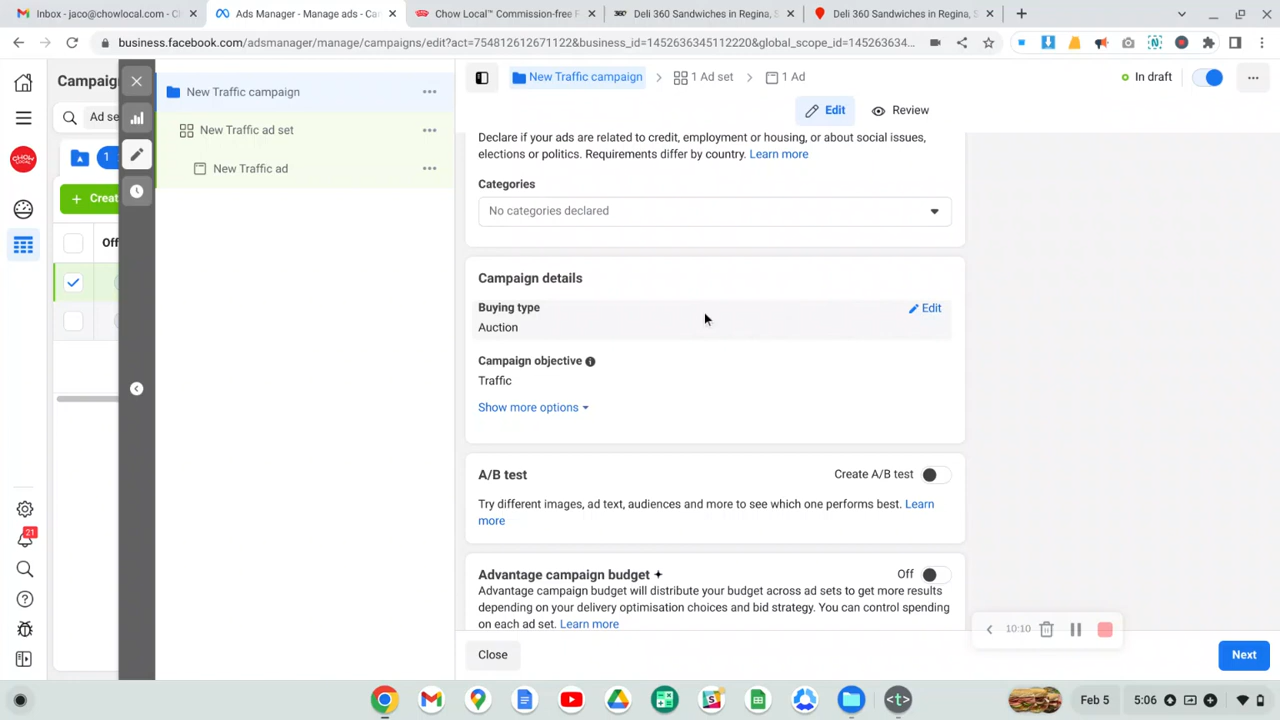 Inbox - jaco@chowlocal.com - C
Ads Manager - Manage ads - Ca
Chow Local™ Commission-free F
Deli 360 Sandwiches in Regina, S
Deli 360 Sandwiches in Regina, S
business.facebook.com/adsmanager/manage/campaigns/edit?act=754812612671122&business_id=1452636345112220&global_scope_id=145263634...
Campaig
Ad se
1
+ Creat
Off
21
New Traffic campaign
New Traffic ad set
New Traffic ad
New Traffic campaign > 1 Ad set > 1 Ad
In draft
Edit
Review
Declare if your ads are related to credit, employment or housing, or about social issues,
elections or politics. Requirements differ by country. Learn more
Categories
No categories declared
Campaign details
Buying type
Edit
Auction
Campaign objective
Traffic
Show more options
A/B test
Create A/B test
Try different images, ad text, audiences and more to see which one performs best. Learn
more
Advantage campaign budget
Off
Advantage campaign budget will distribute your budget across ad sets to get more results
depending on your delivery optimisation choices and bid strategy. You can control spending
on each ad set. Learn more
10:10
Close
Next
Feb 5
5:06